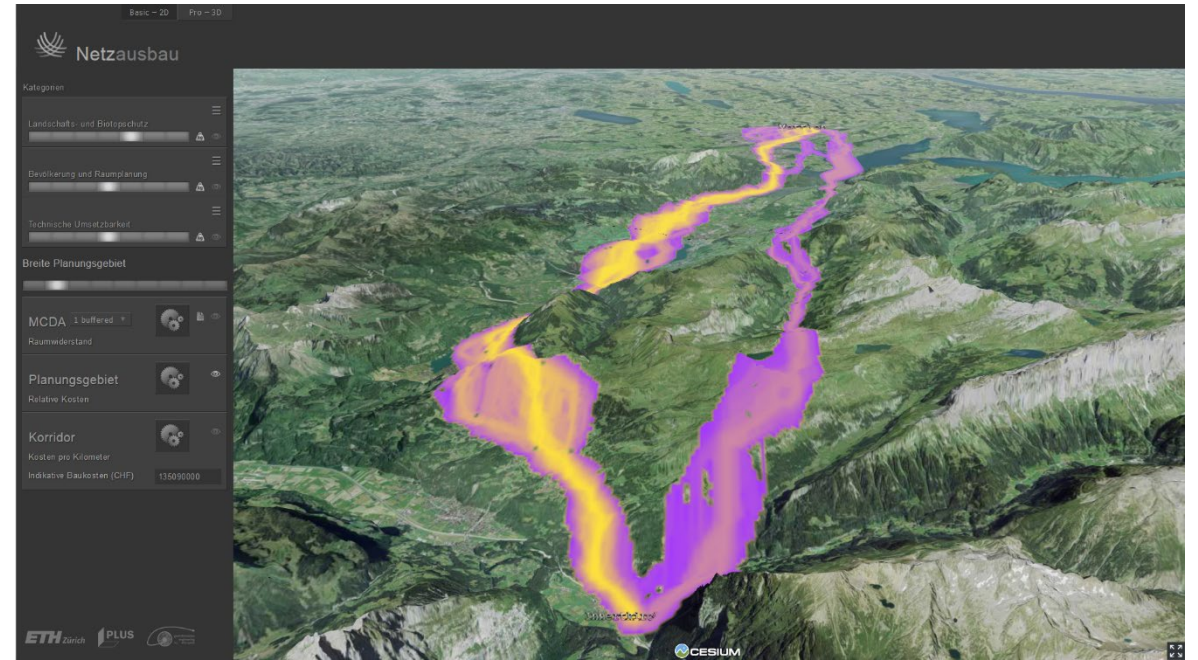 Basic – 2D Pro – 3D
Netzausbau
Kategorien
Landschafts- und Biotopschutz
Bevölkerung und Raumplanung
Technische Umsetzbarkeit
Breite Planungsgebiet
MCDA 1 buffered
Raumwiderstand
Planungsgebiet
Relative Kosten
Korridor
Kosten pro Kilometer
Indikative Baukosten (CHF) 135090000
ETH Zürich PLUS
CESIUM